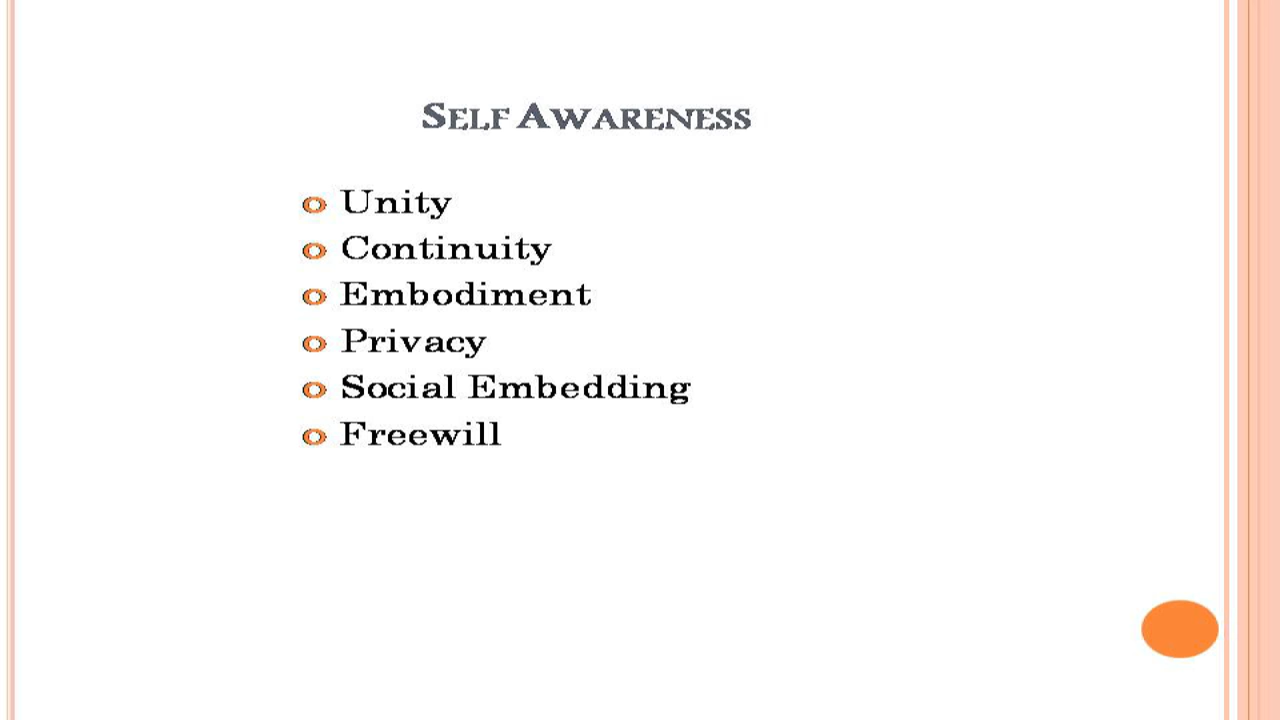 Self Awareness
Unity
Continuity
Embodiment
Privacy
Social Embedding
Freewill